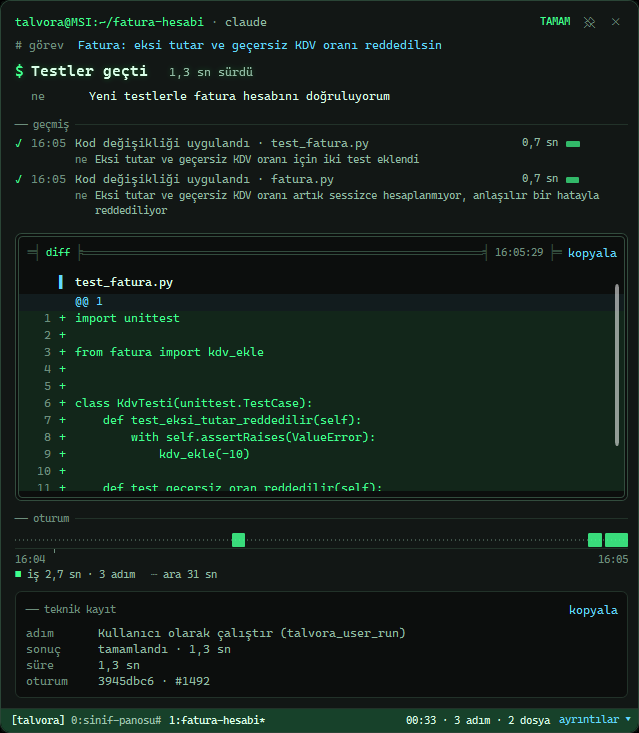 talvora@MSI:~/fatura-hesabi · claude TAMAM
# görev Fatura: eksi tutar ve geçersiz KDV oranı reddedilsin
$ Testler geçti 1,3 sn sürdü
ne Yeni testlerle fatura hesabını doğruluyorum
geçmiş
✓ 16:05 Kod değişikliği uygulandı · test_fatura.py 0,7 sn
ne Eksi tutar ve geçersiz KDV oranı için iki test eklendi
✓ 16:05 Kod değişikliği uygulandı · fatura.py 0,7 sn
ne Eksi tutar ve geçersiz KDV oranı artık sessizce hesaplanmıyor, anlaşılır bir hatayla
reddediliyor
diff 16:05:29 kopyala
test_fatura.py
@@ 1
1 + import unittest
2 +
3 + from fatura import kdv_ekle
4 +
5 +
6 + class KdvTesti(unittest.TestCase):
7 + def test_eksi_tutar_reddedilir(self):
8 + with self.assertRaises(ValueError):
9 + kdv_ekle(-10)
10 +
11 + def test_gecersiz_oran_reddedilir(self):
oturum
16:04 16:05
iş 2,7 sn · 3 adım — ara 31 sn
teknik kayıt kopyala
adım Kullanıcı olarak çalıştır (talvora_user_run)
sonuç tamamlandı · 1,3 sn
süre 1,3 sn
oturum 3945dbc6 · #1492
[talvora] 0:sinif-panosu# 1:fatura-hesabi* 00:33 · 3 adım · 2 dosya ayrıntılar ▾